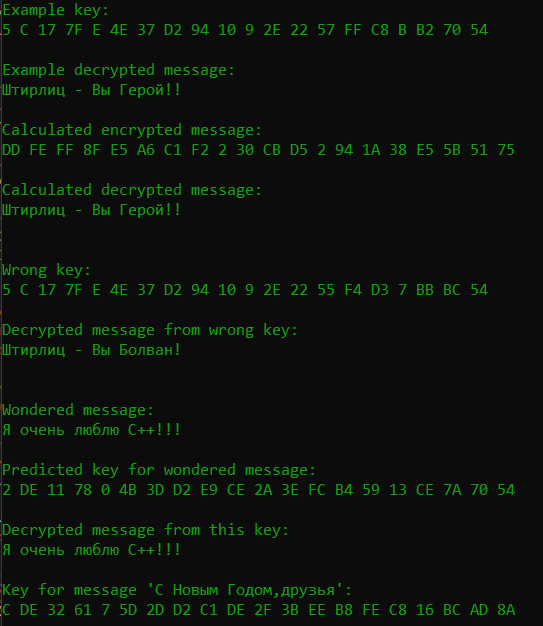 Example key:
5 C 17 7F E 4E 37 D2 94 10 9 2E 22 57 FF C8 B B2 70 54
Example decrypted message:
Штирлиц - Вы Герой!!
Calculated encrypted message:
DD FE FF 8F E5 A6 C1 F2 2 30 CB D5 2 94 1A 38 E5 5B 51 75
Calculated decrypted message:
Штирлиц - Вы Герой!!
Wrong key:
5 C 17 7F E 4E 37 D2 94 10 9 2E 22 55 F4 D3 7 BB BC 54
Decrypted message from wrong key:
Штирлиц - Вы Болван!
Wondered message:
Я очень люблю С++!!!
Predicted key for wondered message:
2 DE 11 78 0 4B 3D D2 E9 CE 2A 3E FC B4 59 13 CE 7A 70 54
Decrypted message from this key:
Я очень люблю С++!!!
Key for message 'С Новым Годом,друзья':
C DE 32 61 7 5D 2D D2 C1 DE 2F 3B EE B8 FE C8 16 BC AD 8A